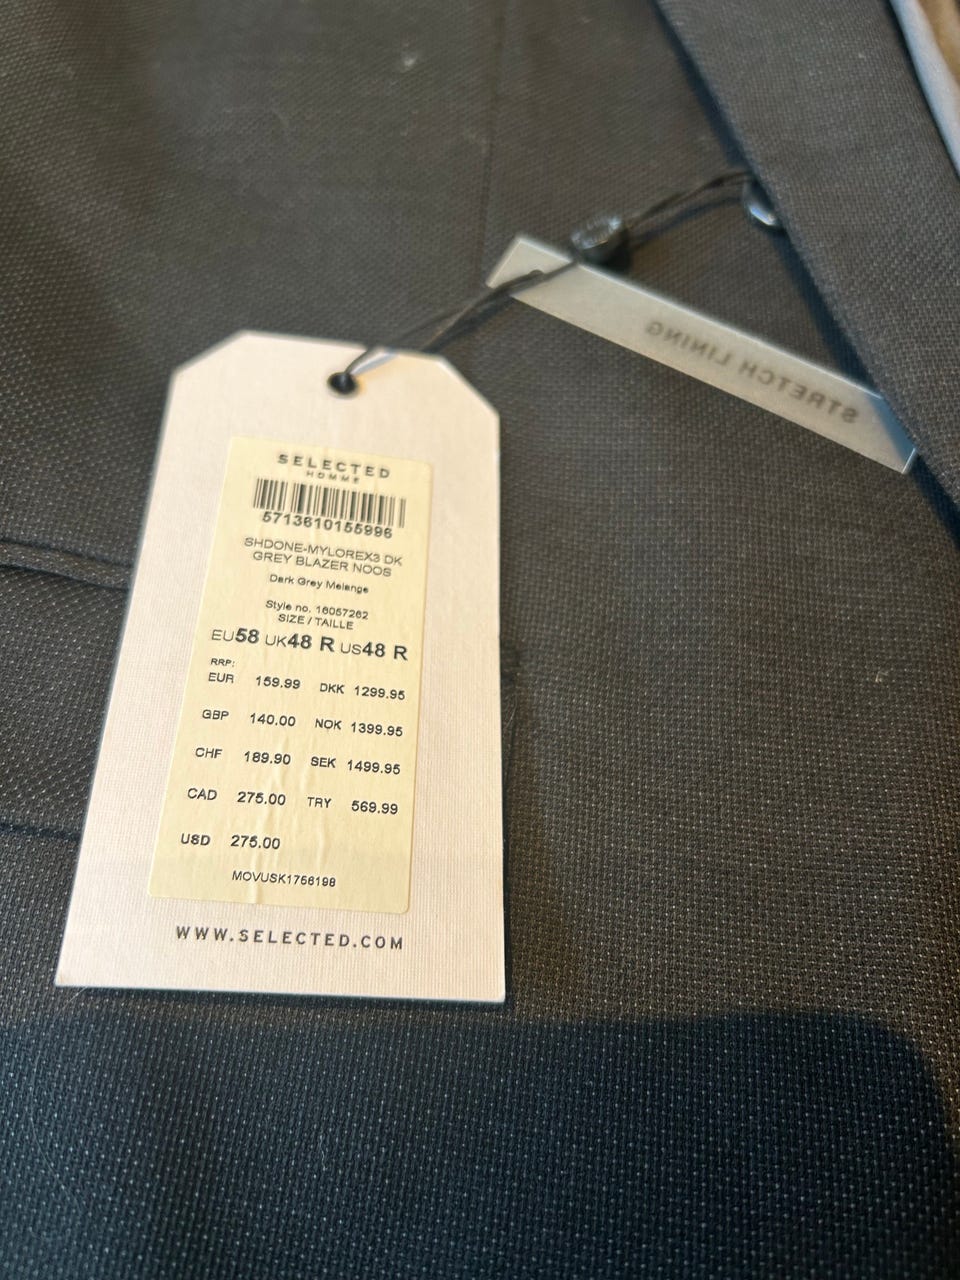 STRETCH LINING
SELECTED
HOMME
5713610155996
SHDONE-MYLOREX3 DK
GREY BLAZER NOOS
Dark Grey Melange
Style no. 16057262
SIZE / TAILLE
EU58 UK48 R US48 R
RRP:
EUR 159.99 DKK 1299.95
GBP 140.00 NOK 1399.95
CHF 189.90 SEK 1499.95
CAD 275.00 TRY 569.99
USD 275.00
MOVUSK1756198
WWW.SELECTED.COM